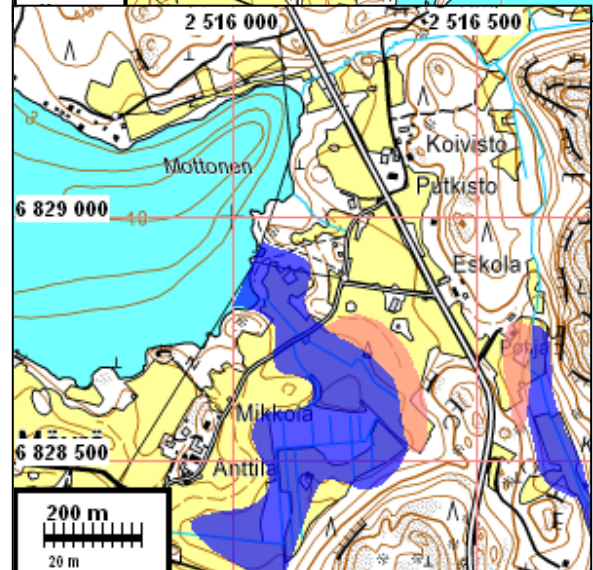 2 516 000
2 516 500
Mottonen
Koivisto
Putkisto
6 829 000
10
Eskola
Mikkola
6 828 500
Anttila
200 m
20 m